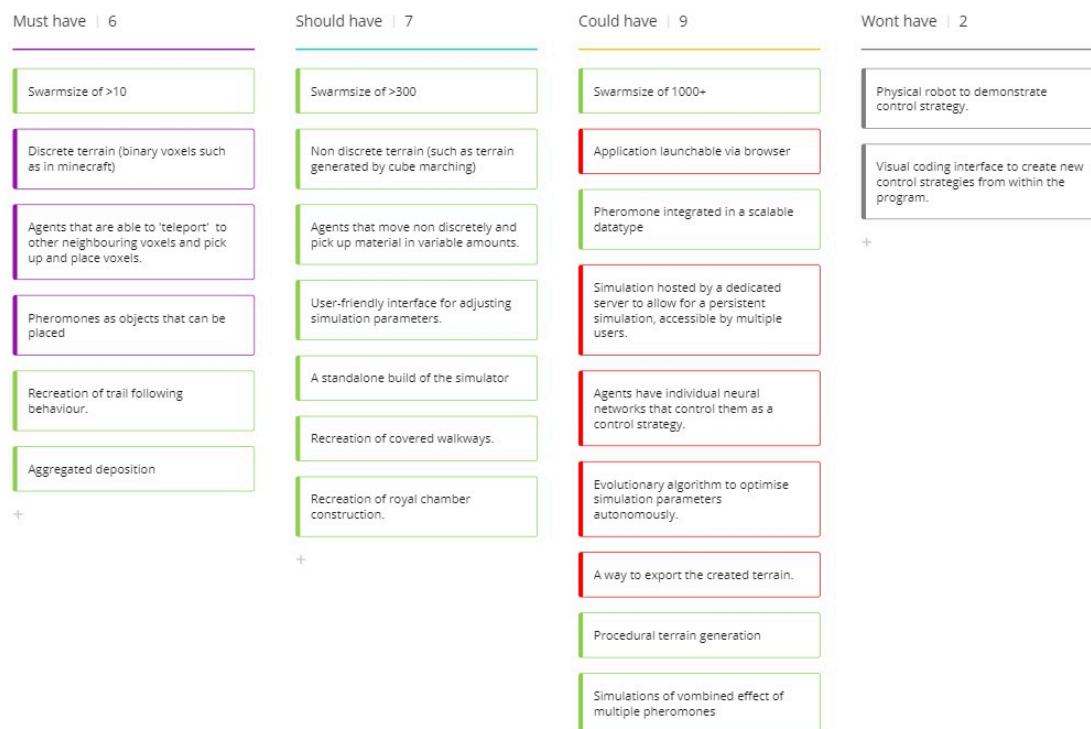 Must have | 6
Swarmsize of >10
Discrete terrain (binary voxels such
as in minecraft)
Agents that are able to 'teleport' to
other neighbouring voxels and pick
up and place voxels.
Pheromones as objects that can be
placed
Recreation of trail following
behaviour.
Aggregated deposition
+
Should have | 7
Swarmsize of >300
Non discrete terrain (such as terrain
generated by cube marching)
Agents that move non discretely and
pick up material in variable amounts.
User-friendly interface for adjusting
simulation parameters.
A standalone build of the simulator
Recreation of covered walkways.
Recreation of royal chamber
construction.
+
Could have | 9
Swarmsize of 1000+
Application launchable via browser
Pheromone integrated in a scalable
datatype
Simulation hosted by a dedicated
server to allow for a persistent
simulation, accessible by multiple
users.
Agents have individual neural
networks that control them as a
control strategy.
Evolutionary algorithm to optimise
simulation parameters
autonomously.
A way to export the created terrain.
Procedural terrain generation
Simulations of vombined effect of
multiple pheromones
Wont have | 2
Physical robot to demonstrate
control strategy.
Visual coding interface to create new
control strategies from within the
program.
+